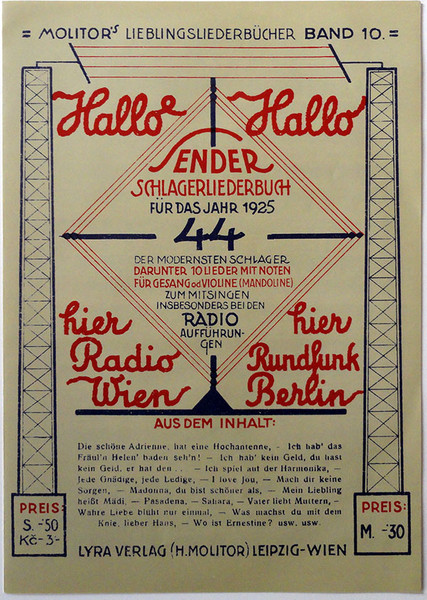 = MOLITOR'S LIEBLINGSLIEDERBÜCHER BAND 10. =
Hallo Hallo
SENDER
SCHLAGERLIEDERBUCH
FÜR DAS JAHR 1925
44
DER MODERNSTEN SCHLAGER
DARUNTER 10 LIEDER MIT NOTEN
FÜR GESANG od VIOLINE (MANDOLINE)
ZUM MITSINGEN
INSBESONDERS BEI DEN
RADIO
AUFFÜHRUN-
GEN
hier
Radio
Wien
hier
Rundfunk
Berlin
AUS DEM INHALT:
Die schöne Adrienne, hat eine Hochantenne, - Ich hab' das
Fräul'n Helen' baden seh'n! — Ich hab' kein Geld, du hast
kein Geld, er hat den . . — Ich spiel auf der Harmonika, —
Jede Gnädige, jede Ledige, — I love Jou, — Mach dir keine
Sorgen, — Madonna, du bist schöner als, — Mein Liebling
heißt Mädi, — Pasadena, — Sahara, — Vater liebt Muttern, —
Wahre Liebe blüht nur einmal, — Was machst du mit dem
Knie, lieber Hans, — Wo ist Ernestine? usw. usw.
PREIS:
S. -'50
Kč-3-
PREIS:
M. -'30
LYRA VERLAG (H. MOLITOR) LEIPZIG-WIEN